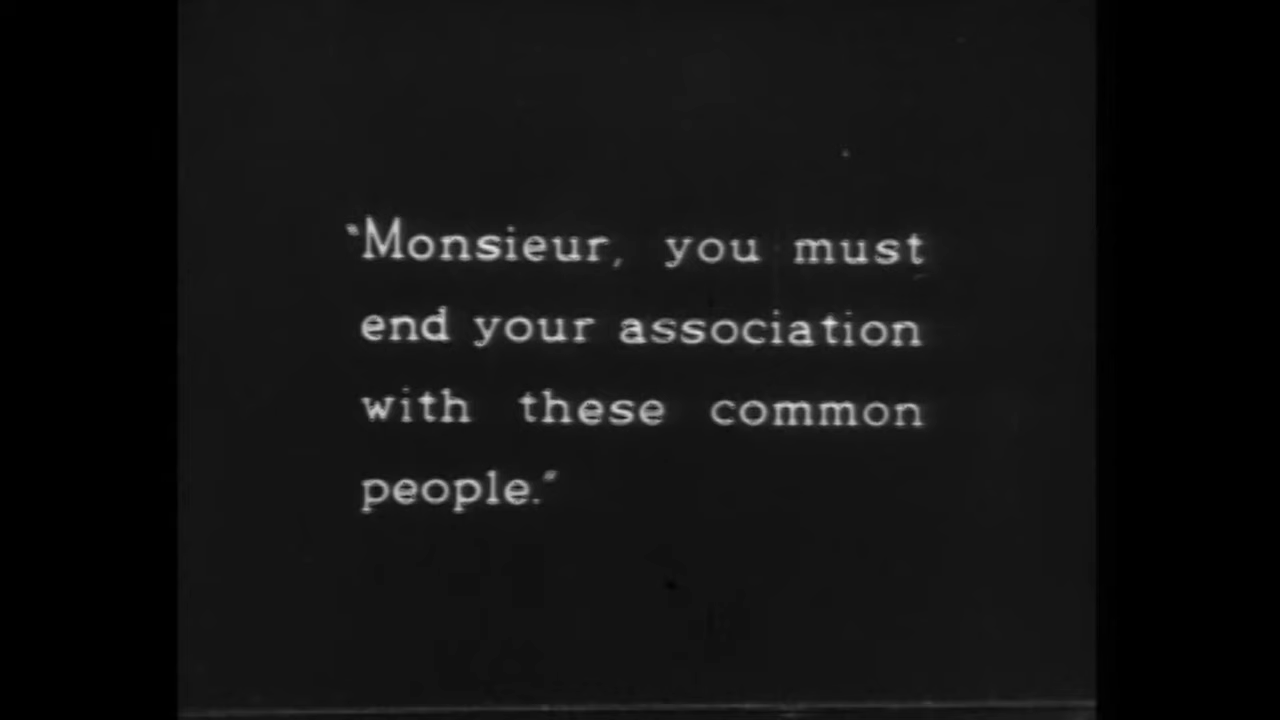 "Monsieur, you must
end your association
with these common
people."